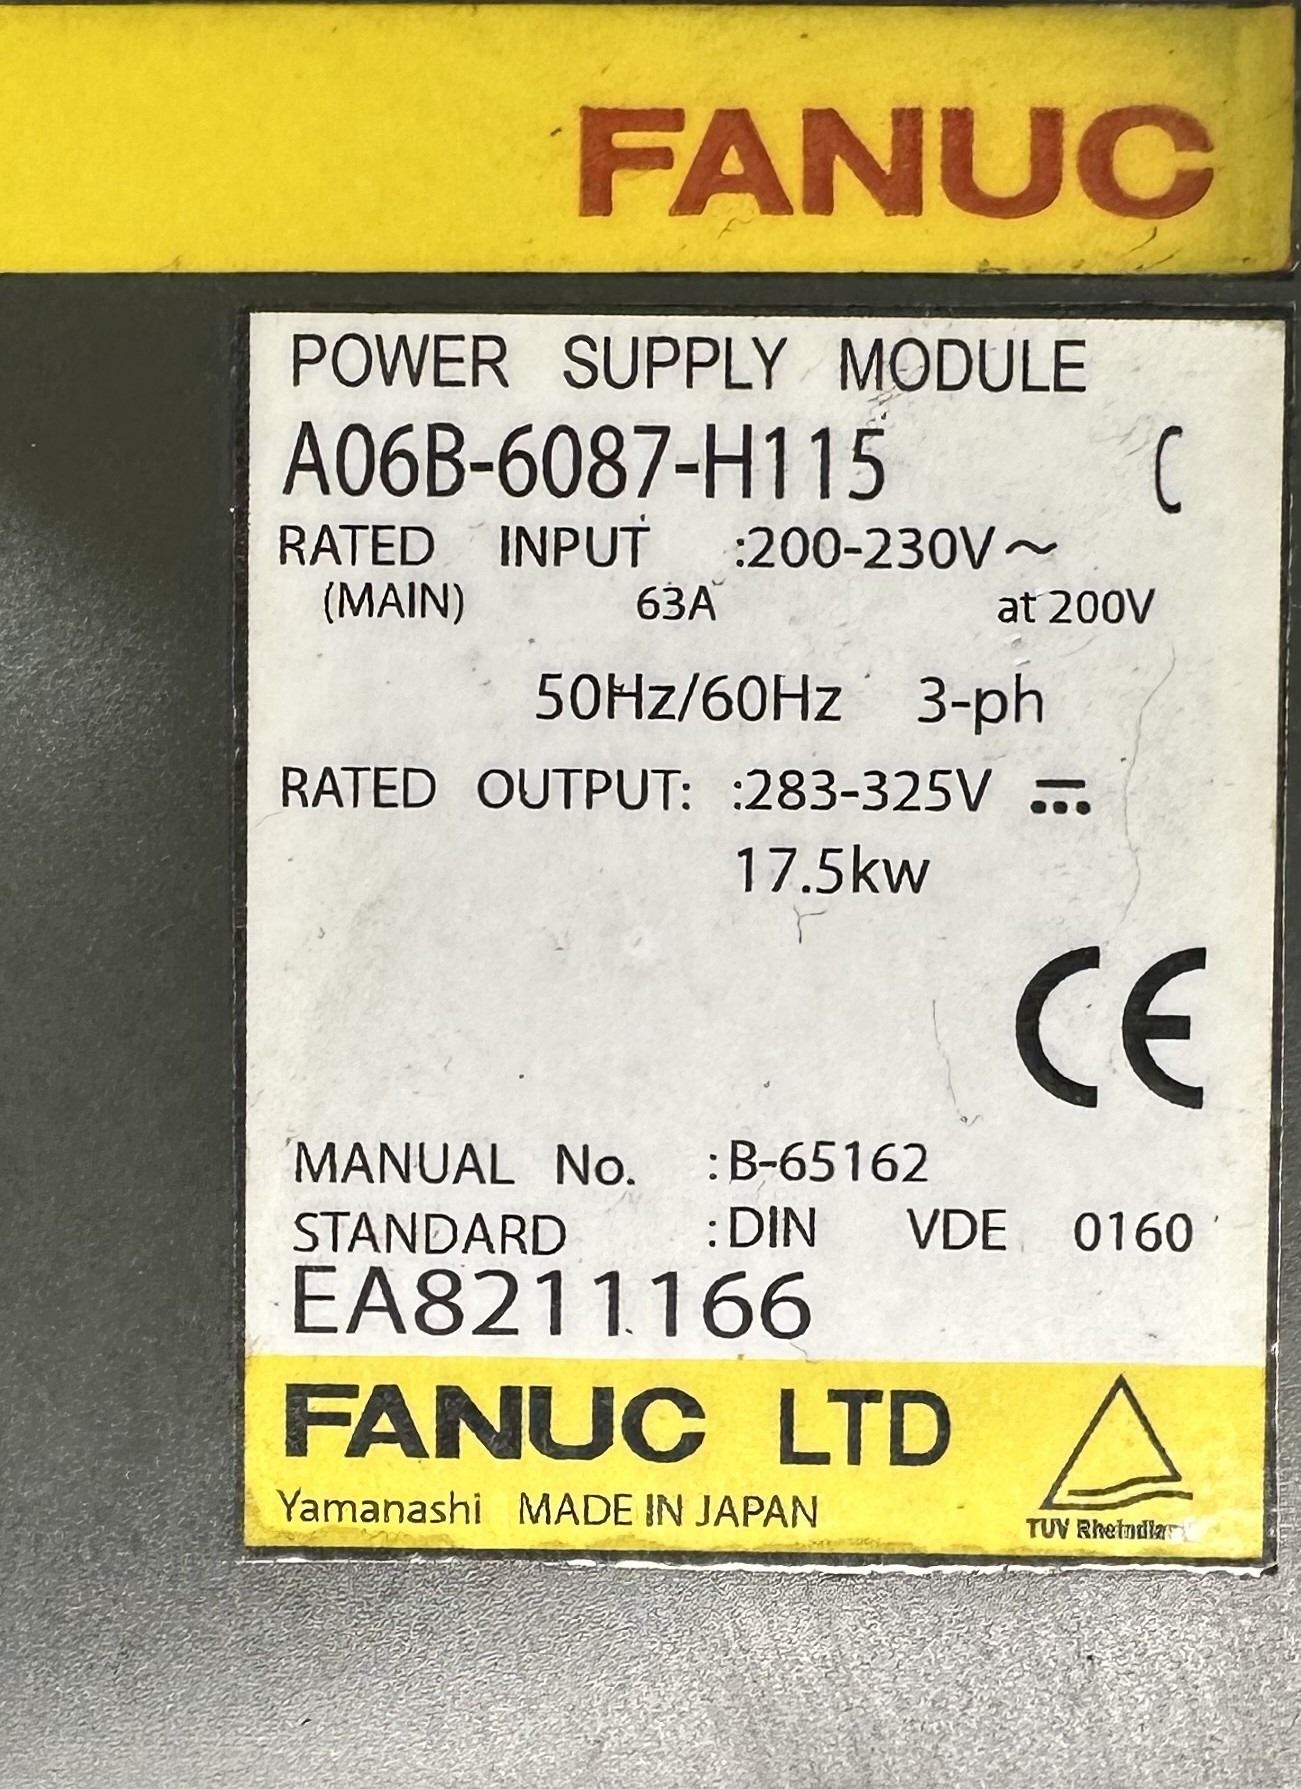 FANUC
POWER SUPPLY MODULE
A06B-6087-H115 C
RATED INPUT :200-230V~
(MAIN) 63A at 200V
50Hz/60Hz 3-ph
RATED OUTPUT: :283-325V ⎓
17.5kw
CE
MANUAL No. :B-65162
STANDARD :DIN VDE 0160
EA8211166
FANUC LTD
Yamanashi MADE IN JAPAN
TUV